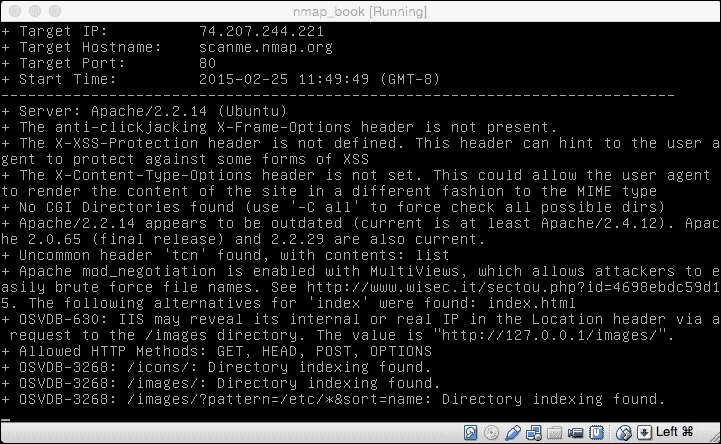 nmap_book [Running]
+ Target IP:          74.207.244.221
+ Target Hostname:    scanme.nmap.org
+ Target Port:        80
+ Start Time:         2015-02-25 11:49:49 (GMT-8)
---------------------------------------------------------------------------
+ Server: Apache/2.2.14 (Ubuntu)
+ The anti-clickjacking X-Frame-Options header is not present.
+ The X-XSS-Protection header is not defined. This header can hint to the user a
gent to protect against some forms of XSS
+ The X-Content-Type-Options header is not set. This could allow the user agent
to render the content of the site in a different fashion to the MIME type
+ No CGI Directories found (use '-C all' to force check all possible dirs)
+ Apache/2.2.14 appears to be outdated (current is at least Apache/2.4.12). Apac
he 2.0.65 (final release) and 2.2.29 are also current.
+ Uncommon header 'tcn' found, with contents: list
+ Apache mod_negotiation is enabled with MultiViews, which allows attackers to e
asily brute force file names. See http://www.wisec.it/sectou.php?id=4698ebdc59d1
5. The following alternatives for 'index' were found: index.html
+ OSVDB-630: IIS may reveal its internal or real IP in the Location header via a
 request to the /images directory. The value is "http://127.0.0.1/images/".
+ Allowed HTTP Methods: GET, HEAD, POST, OPTIONS
+ OSVDB-3268: /icons/: Directory indexing found.
+ OSVDB-3268: /images/: Directory indexing found.
+ OSVDB-3268: /images/?pattern=/etc/*&sort=name: Directory indexing found.
Left ⌘